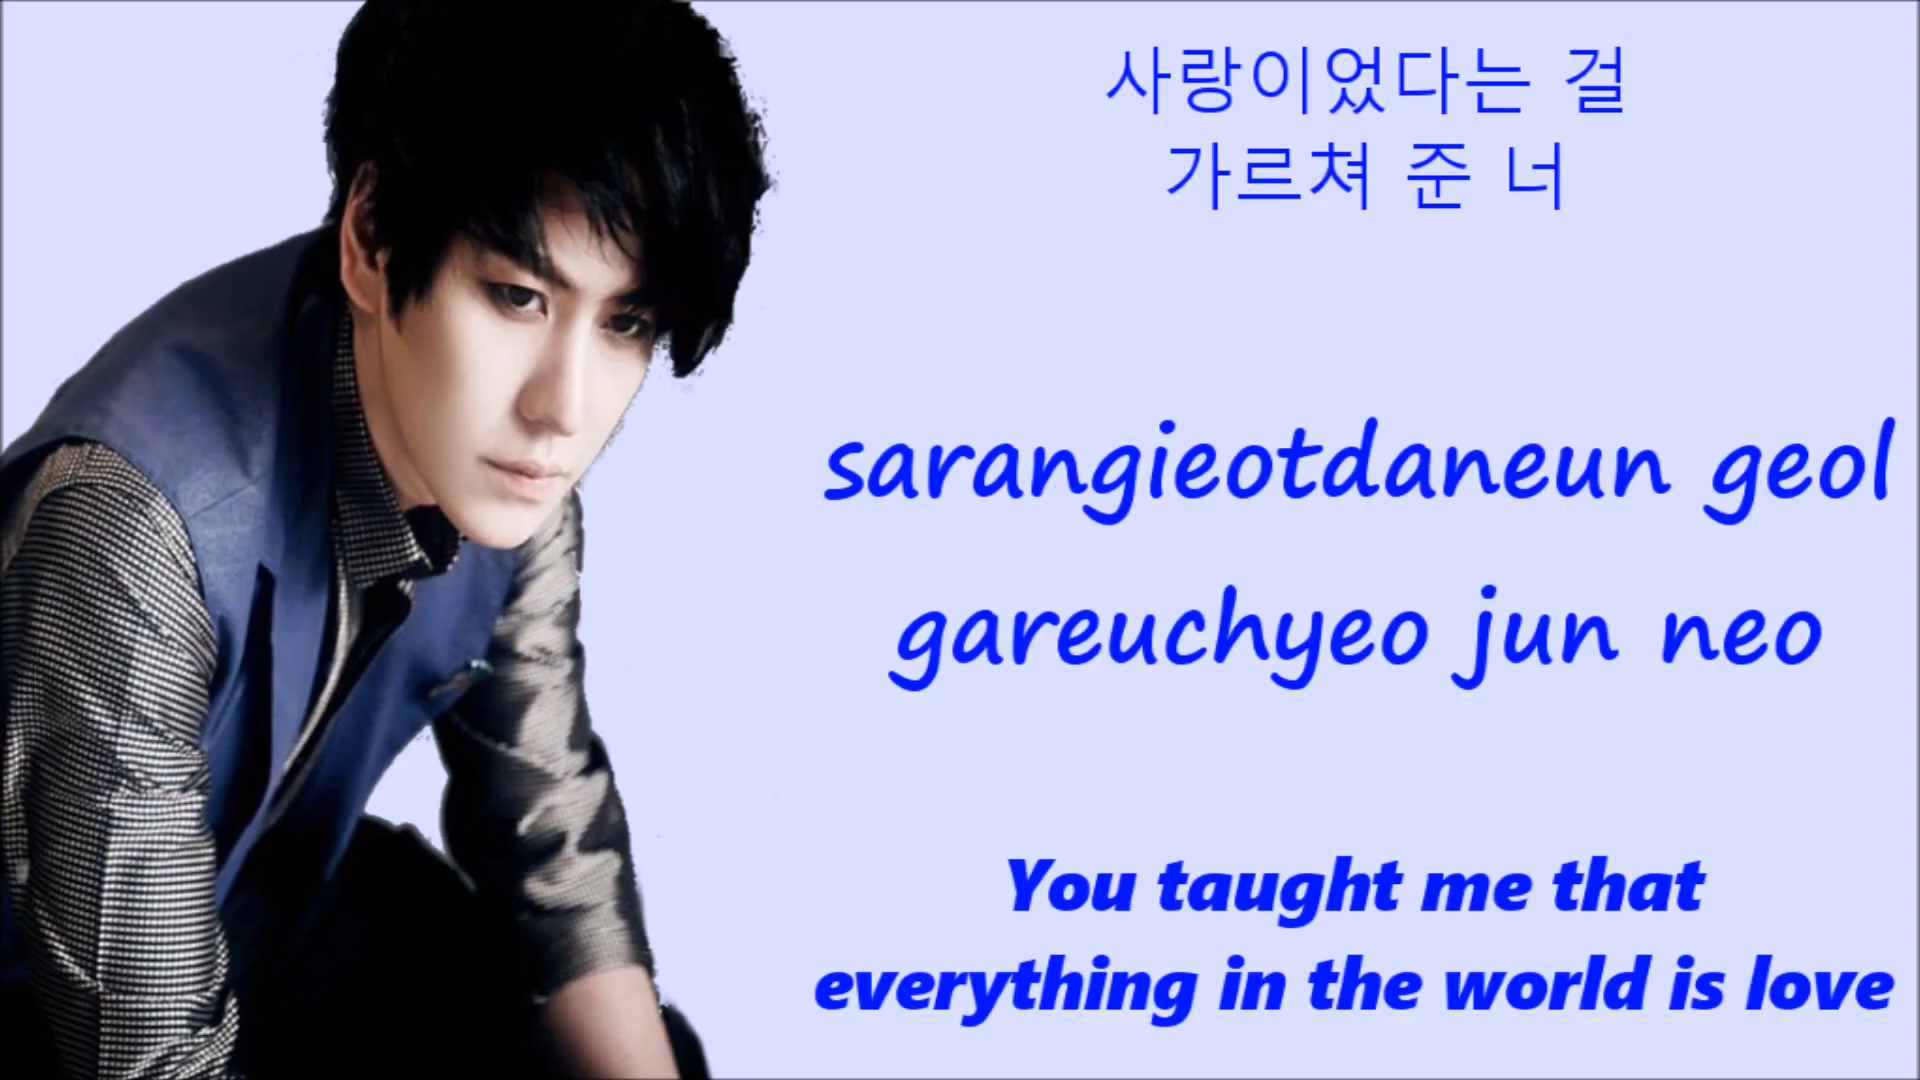 사랑이었다는 걸
가르쳐 준 너
sarangieotdaneun geol
gareuchyeo jun neo
You taught me that
everything in the world is love